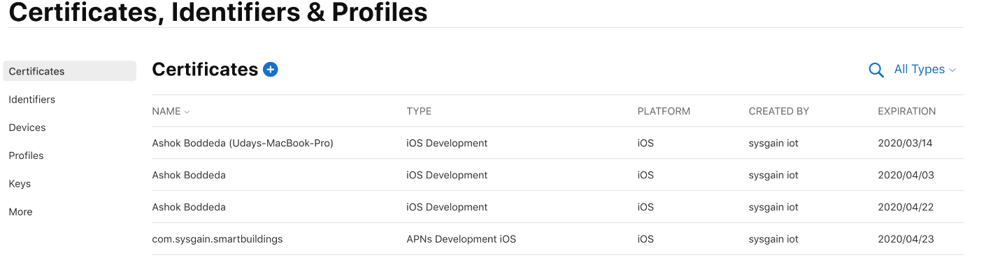 Certificates, Identifiers & Profiles
Certificates
Identifiers
Devices
Profiles
Keys
More
Certificates
All Types
NAME TYPE PLATFORM CREATED BY EXPIRATION
Ashok Boddeda (Udays-MacBook-Pro) iOS Development iOS sysgain iot 2020/03/14
Ashok Boddeda iOS Development iOS sysgain iot 2020/04/03
Ashok Boddeda iOS Development iOS sysgain iot 2020/04/22
com.sysgain.smartbuildings APNs Development iOS iOS sysgain iot 2020/04/23